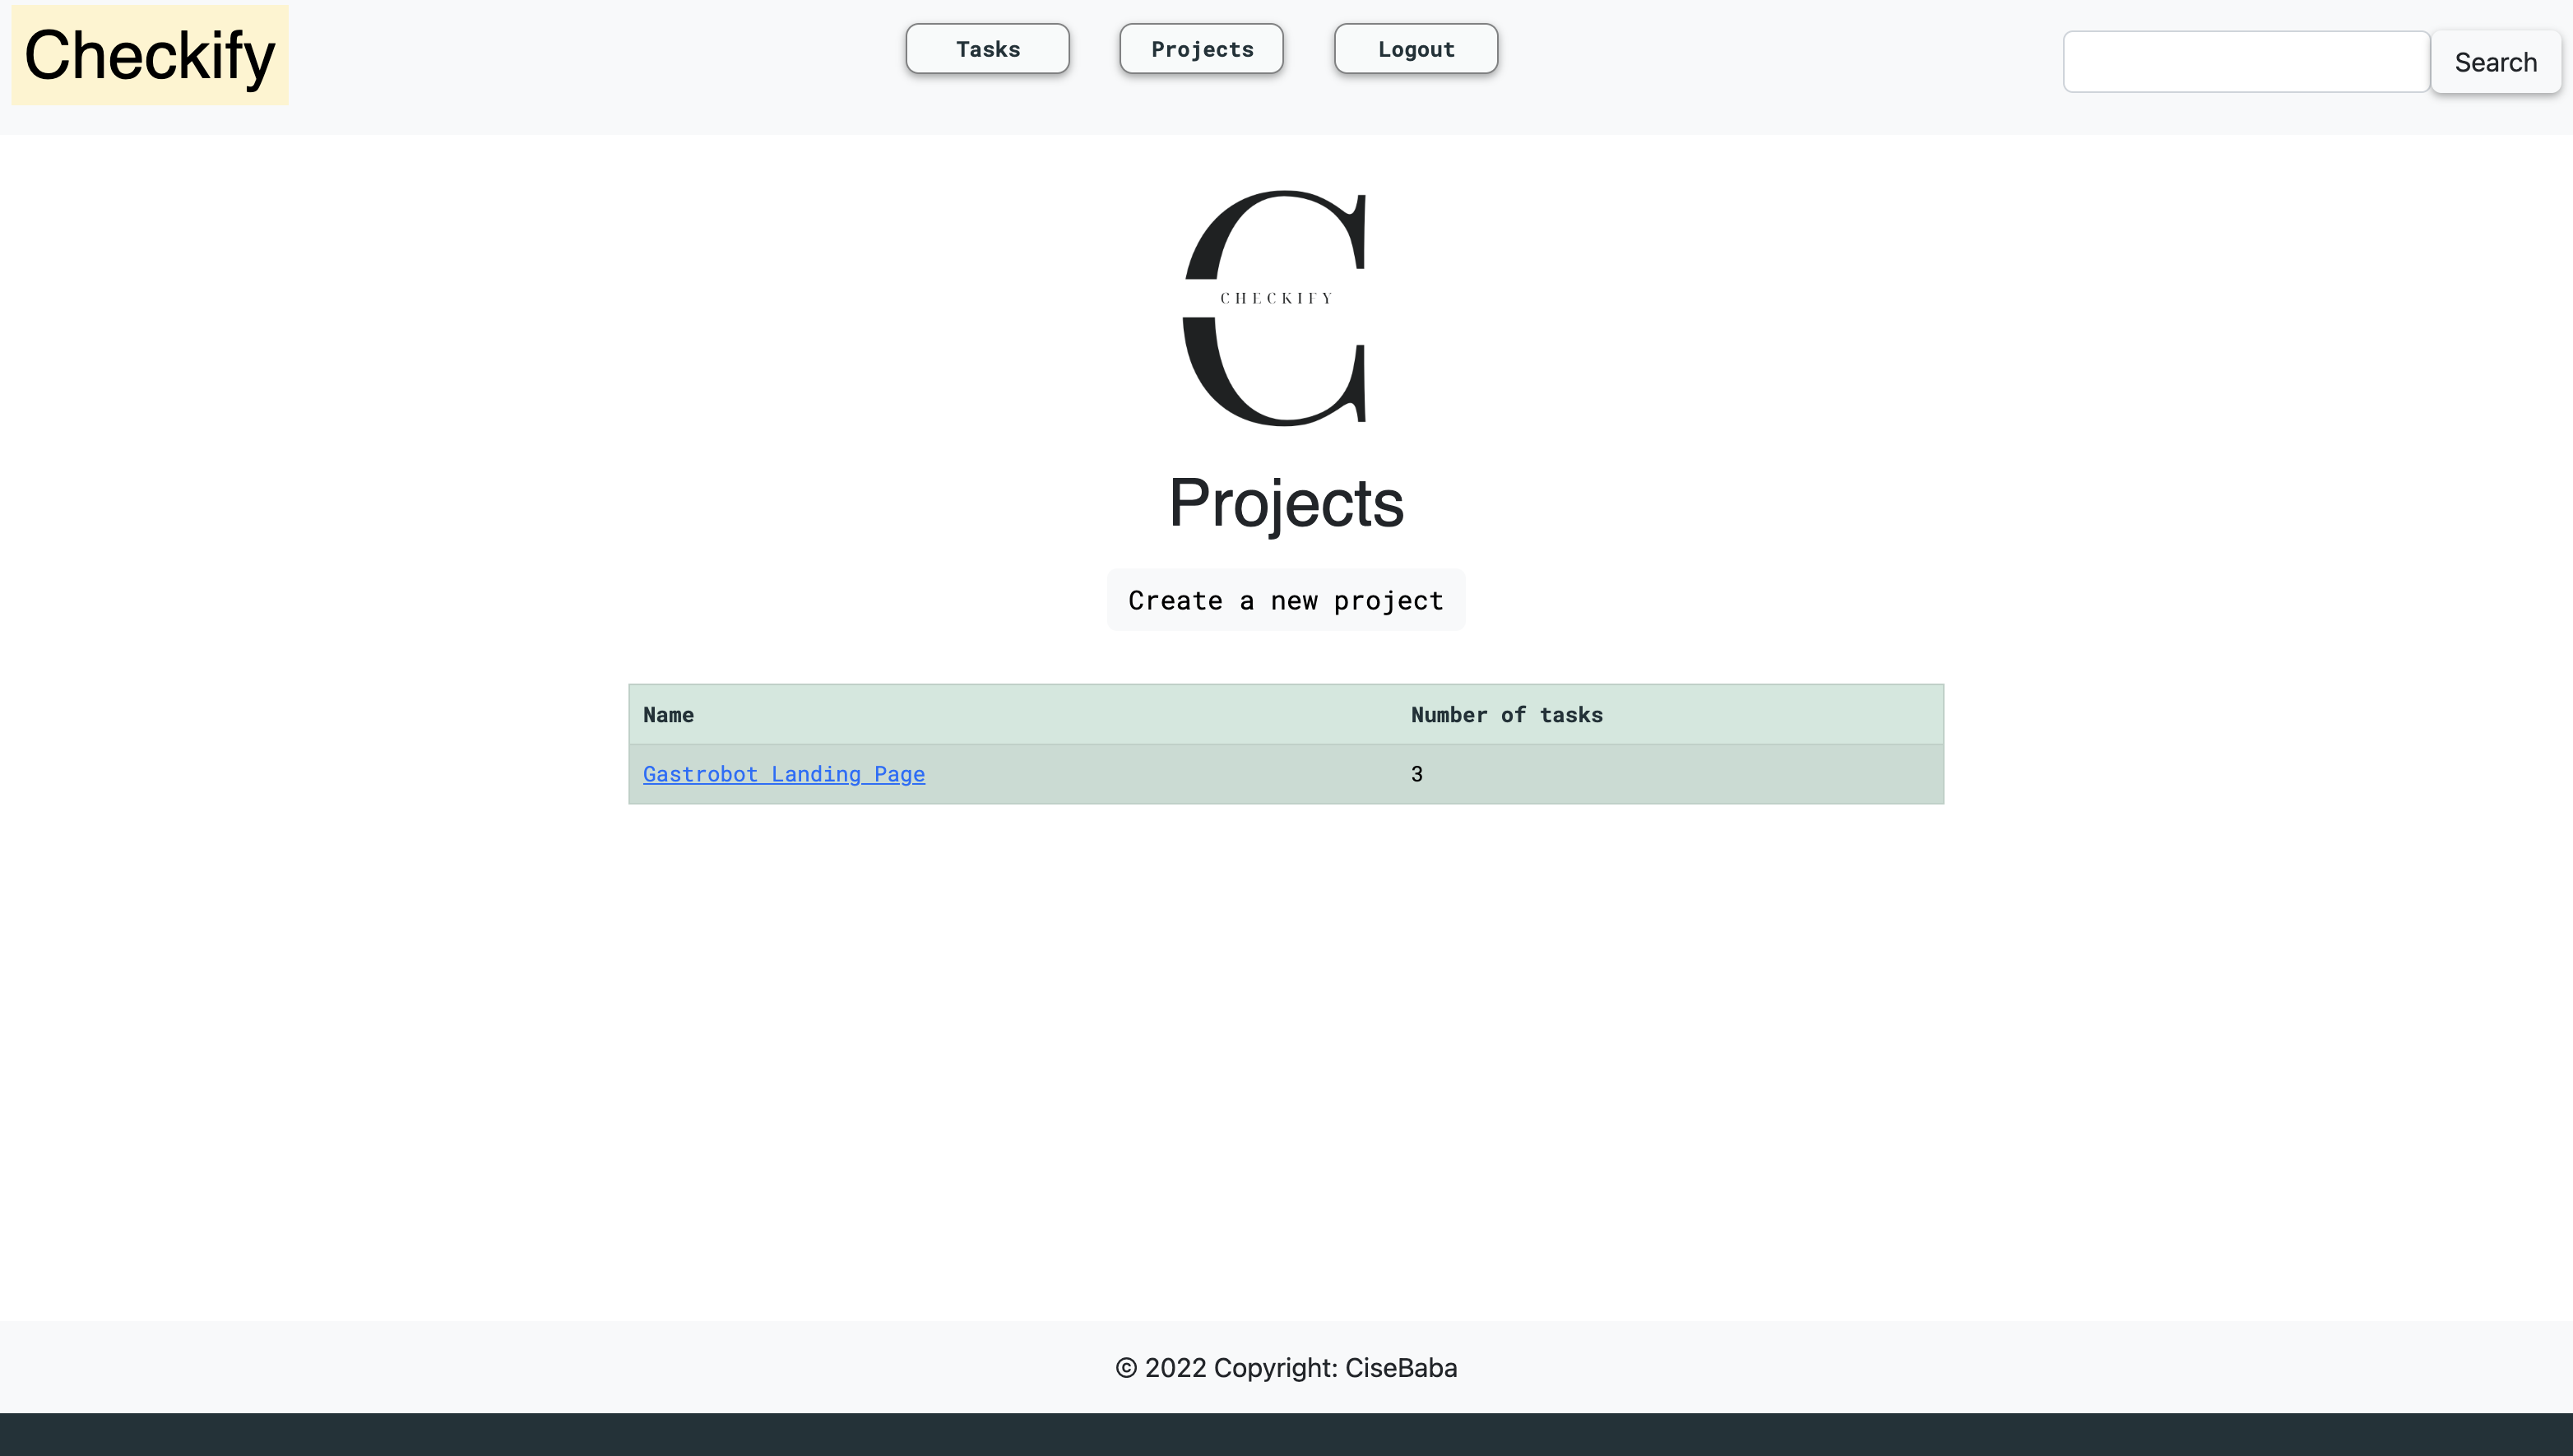 Checkify
Tasks Projects Logout
Search
CHECKIFY
Projects
Create a new project
Name Number of tasks
Gastrobot Landing Page 3
© 2022 Copyright: CiseBaba